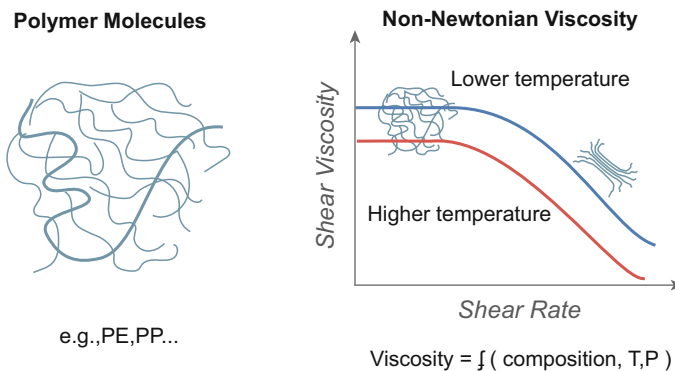 Polymer Molecules
e.g.,PE,PP...
Non-Newtonian Viscosity
Shear Viscosity
Lower temperature
Higher temperature
Shear Rate
Viscosity = ƒ ( composition, T,P )